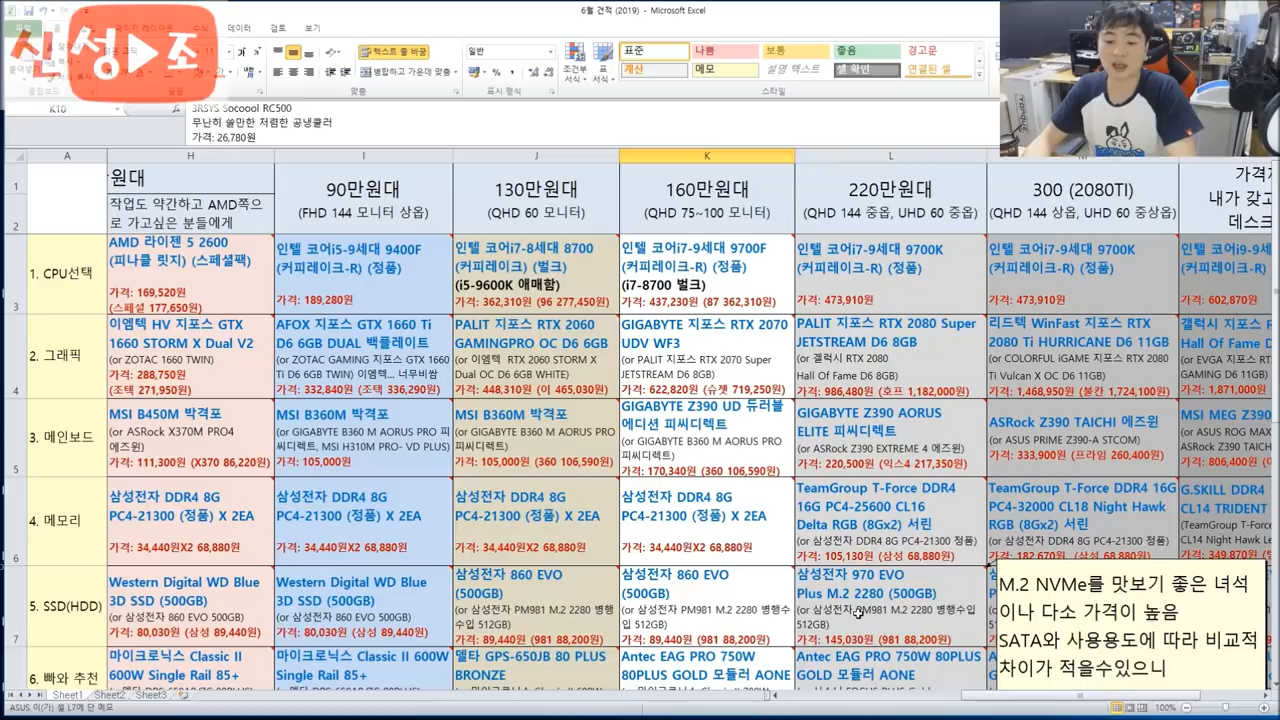 6월 견적 (2019) - Microsoft Excel
신성조
데이터 검토 보기
텍스트 줄 바꿈
일반
표준 나쁨 보통 좋음 경고문
병합하고 가운데 맞춤
조건부 서식
표 서식
계산 메모 설명 텍스트 셀 확인 연결된 셀
맞춤 표시 형식 스타일
K10
3RSYS Socoool RC500
무난히 쓸만한 저렴한 공냉쿨러
가격: 26,780원
A H I J K L
1 원대 90만원대 130만원대 160만원대 220만원대 300 (2080TI)
2
작업도 약간하고 AMD쪽으
로 가고싶은 분들에게
(FHD 144 모니터 상옵)
(QHD 60 모니터)
(QHD 75~100 모니터)
(QHD 144 중옵, UHD 60 중옵)
(QHD 144 상옵, UHD 60 중상옵)
내가 갖고
데스크
3
1. CPU선택
AMD 라이젠 5 2600
(피나클 릿지) (스페셜팩)
가격: 169,520원
(스페셜 177,650원)
인텔 코어i5-9세대 9400F
(커피레이크-R) (정품)
가격: 189,280원
인텔 코어i7-8세대 8700
(커피레이크) (벌크)
(i5-9600K 애매함)
가격: 362,310원 (96 277,450원)
인텔 코어i7-9세대 9700F
(커피레이크-R) (정품)
(i7-8700 벌크)
가격: 437,230원 (87 362,310원)
인텔 코어i7-9세대 9700K
(커피레이크-R) (정품)
가격: 473,910원
인텔 코어i7-9세대 9700K
(커피레이크-R) (정품)
가격: 473,910원
인텔 코어i9-9세
(커피레이크-R)
가격: 602,870원
4
2. 그래픽
이엠텍 HV 지포스 GTX
1660 STORM X Dual V2
(or ZOTAC 1660 TWIN)
288,750원
(조텍 271,950원)
AFOX 지포스 GTX 1660 Ti
D6 6GB DUAL 백플레이트
(or ZOTAC GAMING 지포스 GTX 1660
Ti D6 6GB TWIN) 이엠텍... 너무비쌈
가격: 332,840원 (조텍 336,290원)
PALIT 지포스 RTX 2060
GAMINGPRO OC D6 6GB
(or 이엠텍 RTX 2060 STORM X
Dual OC D6 6GB WHITE)
가격: 448,310원 (이 465,030원)
GIGABYTE 지포스 RTX 2070
UDV WF3
(or PALIT 지포스 RTX 2070 Super
JETSTREAM D6 8GB)
가격: 622,820원 (슈젯 719,250원)
PALIT 지포스 RTX 2080 Super
JETSTREAM D6 8GB
(or 갤럭시 RTX 2080
Hall Of Fame D6 8GB)
가격: 986,480원 (호프 1,182,000원)
리드텍 WinFast 지포스 RTX
2080 Ti HURRICANE D6 11GB
(or COLORFUL iGAME 지포스 RTX 2080
Ti Vulcan X OC D6 11GB)
가격: 1,468,950원 (불칸 1,724,100원)
갤럭시 지포스
Hall Of Fame D
(or EVGA 지포스 R
GAMING D6 11GB)
가격: 1,871,000원
5
3. 메인보드
MSI B450M 박격포
(or ASRock X370M PRO4
에즈윈)
가격: 111,300원 (X370 86,220원)
MSI B360M 박격포
(or GIGABYTE B360 M AORUS PRO 피
씨디렉트, MSI H310M PRO- VD PLUS)
가격: 105,000원
MSI B360M 박격포
(or GIGABYTE B360 M AORUS PRO
피씨디렉트)
가격: 105,000원 (360 106,590원)
GIGABYTE Z390 UD 듀러블
에디션 피씨디렉트
(or GIGABYTE B360 M AORUS PRO
피씨디렉트)
가격: 170,340원 (360 106,590원)
GIGABYTE Z390 AORUS
ELITE 피씨디렉트
(or ASRock Z390 EXTREME 4 에즈윈)
가격: 220,500원 (익스4 217,350원)
ASRock Z390 TAICHI 에즈윈
(or ASUS PRIME Z390-A STCOM)
가격: 333,900원 (프라임 260,400원)
MSI MEG Z390
(or ASUS ROG MAX
ASRock Z390
가격: 806,400원
6
4. 메모리
삼성전자 DDR4 8G
PC4-21300 (정품) X 2EA
가격: 34,440원X2 68,880원
삼성전자 DDR4 8G
PC4-21300 (정품) X 2EA
가격: 34,440원X2 68,880원
삼성전자 DDR4 8G
PC4-21300 (정품) X 2EA
가격: 34,440원X2 68,880원
삼성전자 DDR4 8G
PC4-21300 (정품) X 2EA
가격: 34,440원X2 68,880원
TeamGroup T-Force DDR4
16G PC4-25600 CL16
Delta RGB (8Gx2) 서린
(or 삼성전자 DDR4 8G PC4-21300 정품)
가격: 105,130원 (삼성 68,880원)
TeamGroup T-Force DDR4 16G
PC4-32000 CL18 Night Hawk
RGB (8Gx2) 서린
(or 삼성전자 DDR4 8G PC4-21300 정품)
가격: 182,670원 (삼성 68,880원)
G.SKILL DDR4
CL14 TRIDENT
(TeamGroup T-Force
CL14 Night Hawk
가격: 349,870원
7
5. SSD(HDD)
Western Digital WD Blue
3D SSD (500GB)
(or 삼성전자 860 EVO 500GB)
가격: 80,030원 (삼성 89,440원)
Western Digital WD Blue
3D SSD (500GB)
(or 삼성전자 860 EVO 500GB)
가격: 80,030원 (삼성 89,440원)
삼성전자 860 EVO
(500GB)
(or 삼성전자 PM981 M.2 2280 병행
수입 512GB)
가격: 89,440원 (981 88,200원)
삼성전자 860 EVO
(500GB)
(or 삼성전자 PM981 M.2 2280 병행수
입 512GB)
가격: 89,440원 (981 88,200원)
삼성전자 970 EVO
Plus M.2 2280 (500GB)
(or 삼성전자 PM981 M.2 2280 병행수입
512GB)
가격: 145,030원 (981 88,200원)
M.2 NVMe를 맛보기 좋은 녀석
이나 다소 가격이 높음
SATA와 사용용도에 따라 비교적
차이가 적을수있으니
6. 빠와 추천
마이크로닉스 Classic II
600W Single Rail 85+
마이크로닉스 Classic II 600W
Single Rail 85+
델타 GPS-650JB 80 PLUS
BRONZE
Antec EAG PRO 750W
80PLUS GOLD 모듈러 AONE
Antec EAG PRO 750W 80PLUS
GOLD 모듈러 AONE
Sheet1 Sheet2 Sheet3
ASUS 이(가) 셀 L7에 단 메모
100%